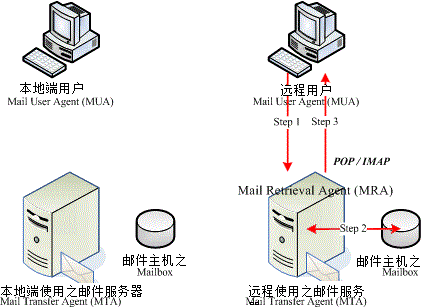 本地端用户
Mail User Agent (MUA)
远程用户
Mail User Agent (MUA)
Step 1
Step 3
POP / IMAP
Mail Retrieval Agent (MRA)
Step 2
邮件主机之
Mailbox
邮件主机之
Mailbox
本地端使用之邮件服务器
Mail Transfer Agent (MTA)
远程使用之邮件服务
Mail Transfer Agent (MTA)